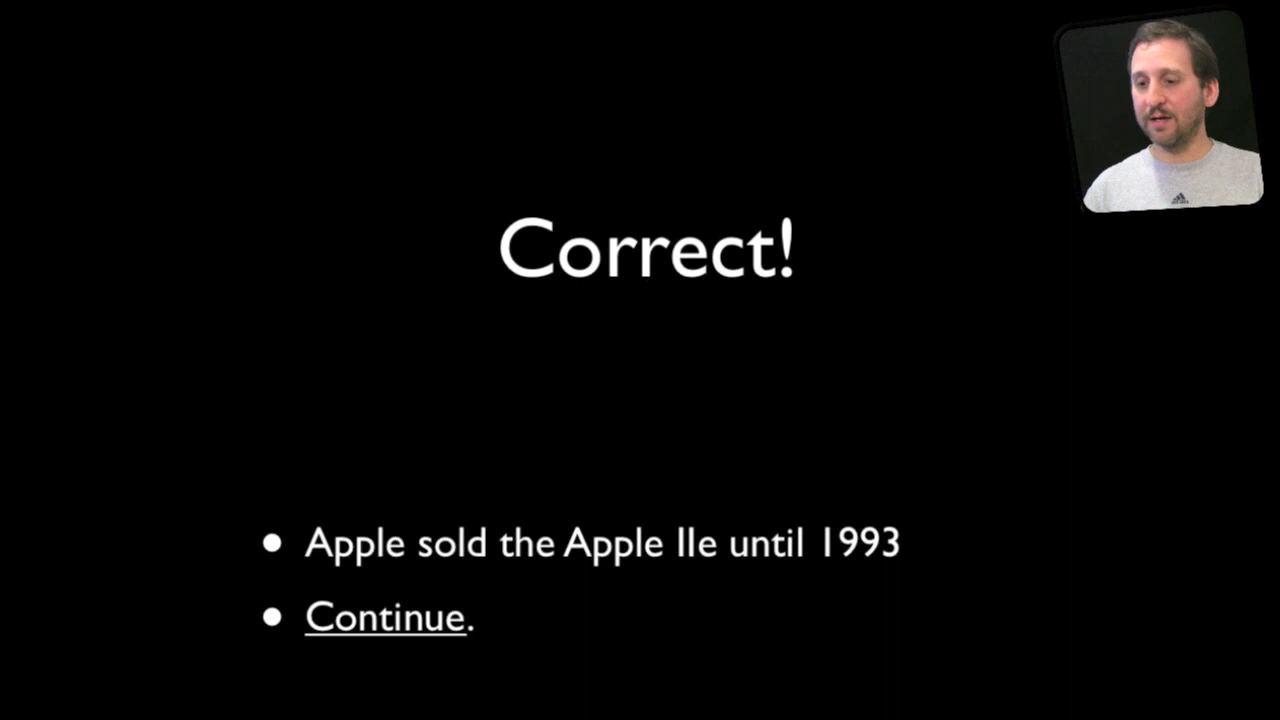 Correct!
• Apple sold the Apple IIe until 1993
• Continue.